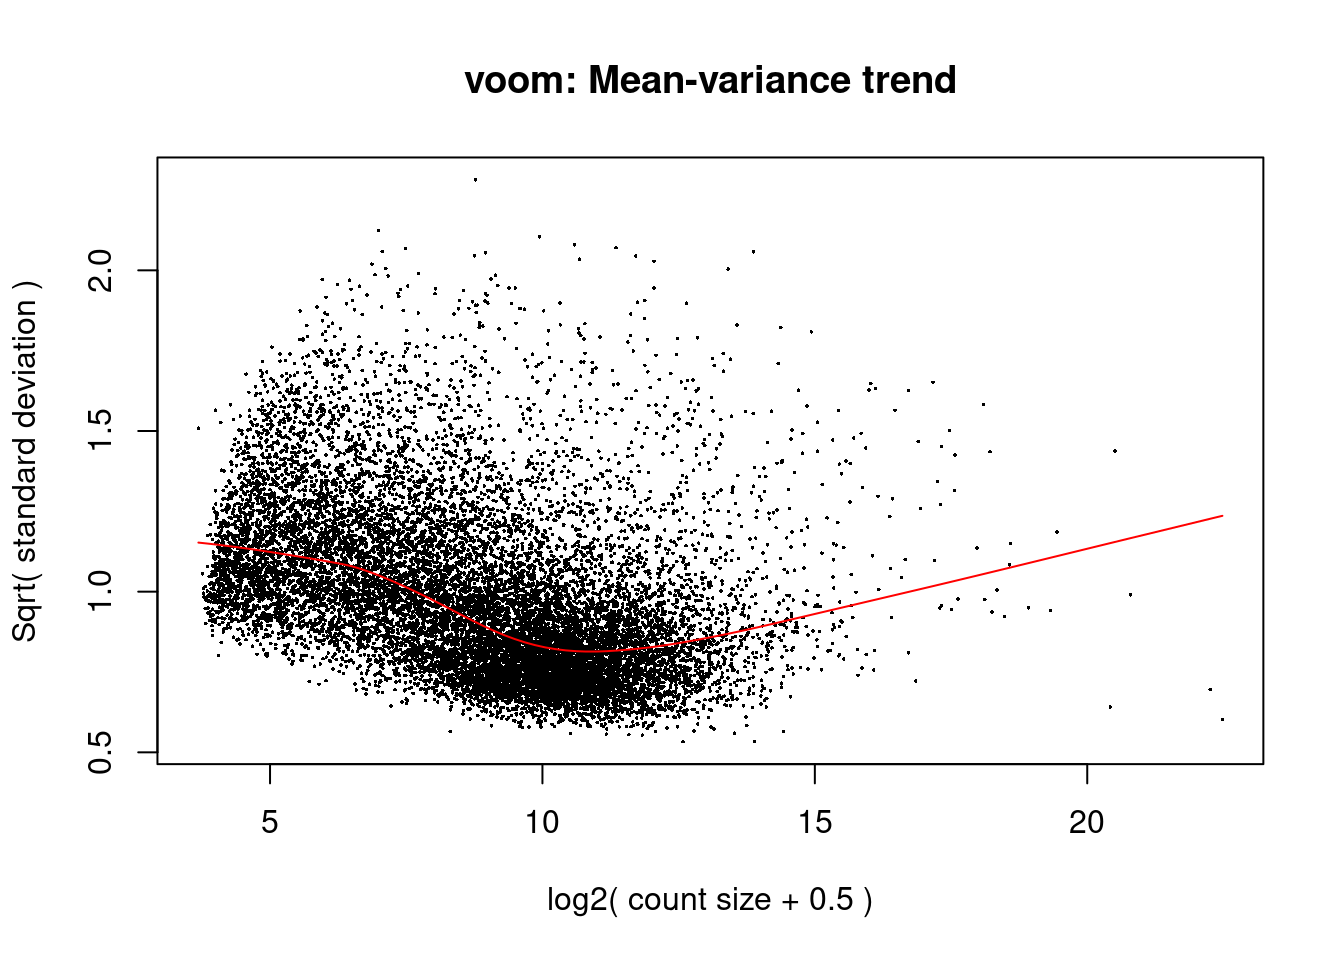 voom: Mean-variance trend
Sqrt( standard deviation )
2.0
1.5
1.0
0.5
5 10 15 20
log2( count size + 0.5 )